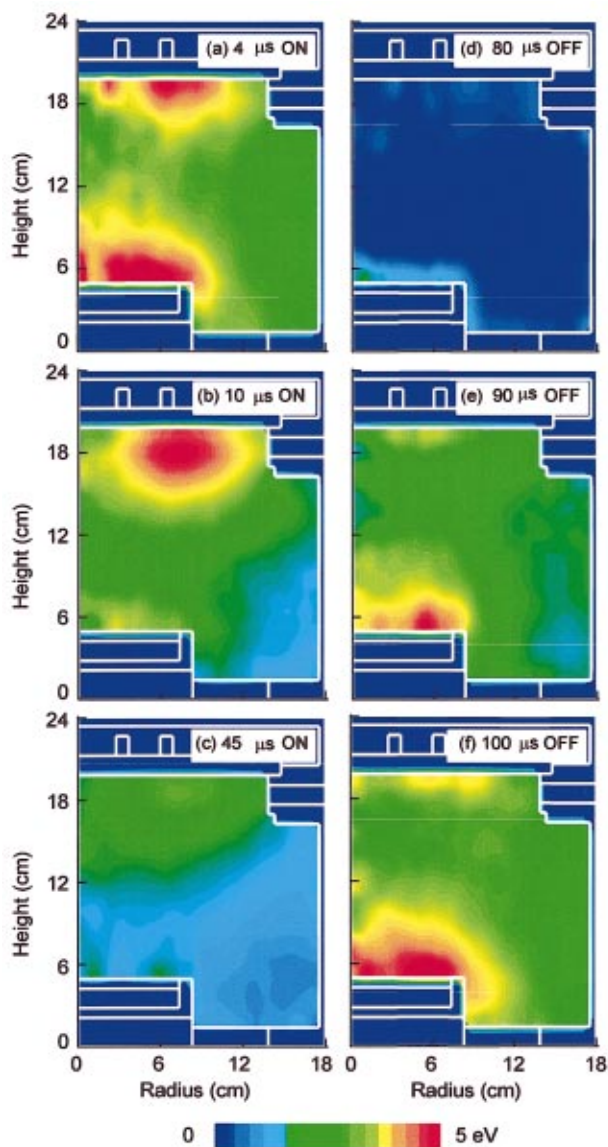 24
18
12
6
0
Height (cm)
(a) 4 μs ON
(d) 80 μs OFF
24
18
12
6
0
Height (cm)
(b) 10 μs ON
(e) 90 μs OFF
24
18
12
6
0
Height (cm)
(c) 45 μs ON
(f) 100 μs OFF
0 6 12 18
0 6 12 18
Radius (cm)
Radius (cm)
0 5 eV